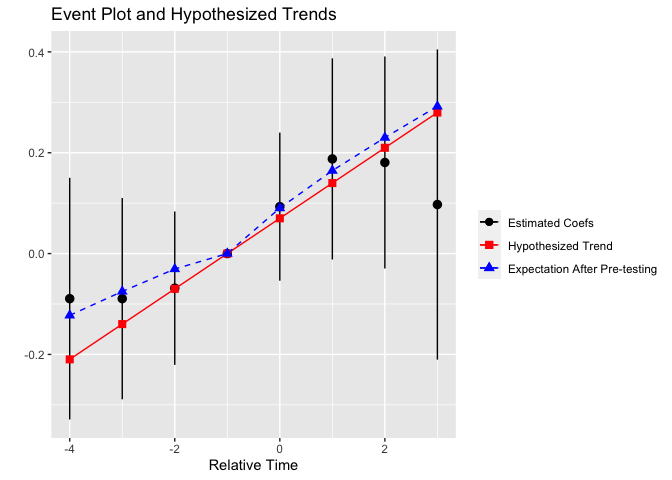 Event Plot and Hypothesized Trends
0.4
0.2
0.0
-0.2
-4
-2
0
2
Relative Time
Estimated Coefs
Hypothesized Trend
Expectation After Pre-testing